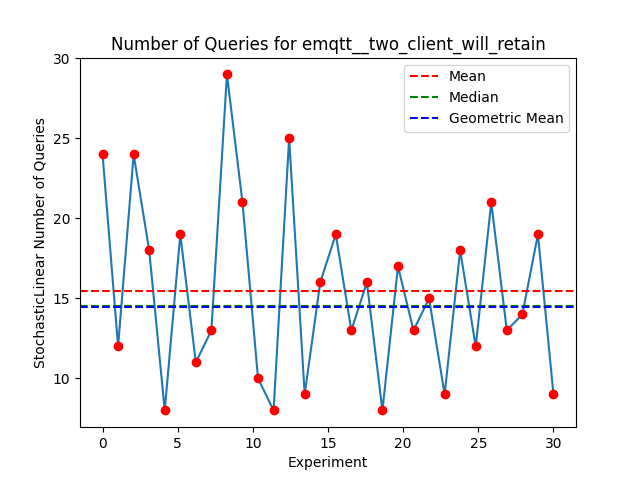 Number of Queries for emqtt__two_client_will_retain
Mean
Median
Geometric Mean
StochasticLinear Number of Queries
30
25
20
15
10
0
5
10
15
20
25
30
Experiment